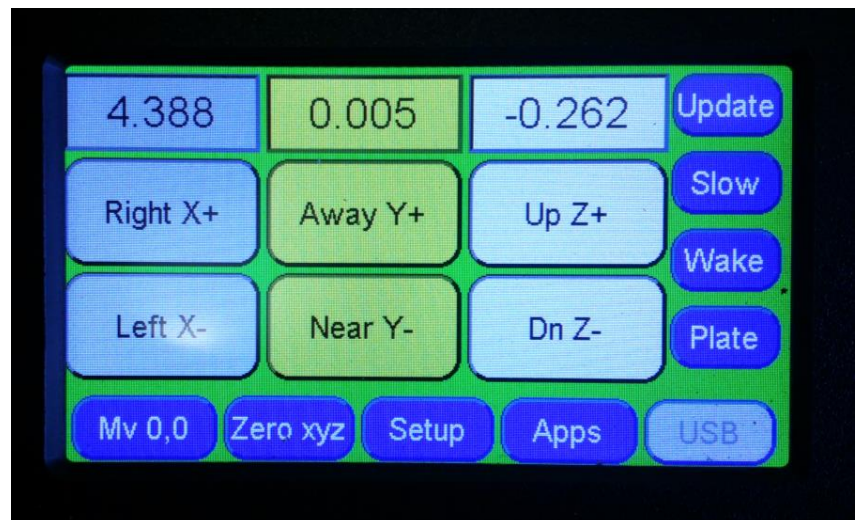 4.388 0.005 -0.262 Update
Slow
Right X+ Away Y+ Up Z+
Wake
Left X- Near Y- Dn Z- Plate
Mv 0,0 Zero xyz Setup Apps USB